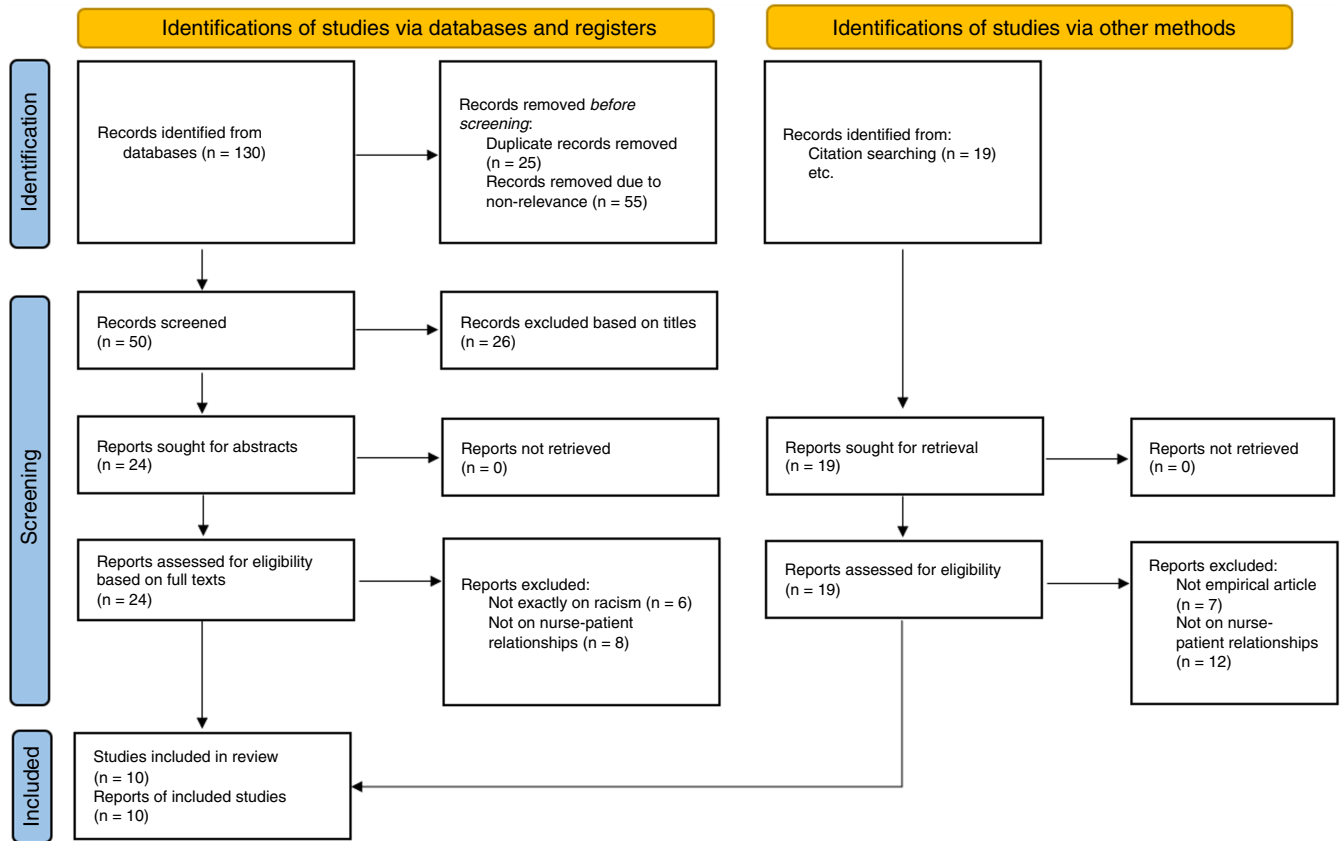 Identifications of studies via databases and registers
Identifications of studies via other methods
Identification
Records identified from
databases (n = 130)
Records removed before
screening:
Duplicate records removed
(n = 25)
Records removed due to
non-relevance (n = 55)
Records identified from:
Citation searching (n = 19)
etc.
Screening
Records screened
(n = 50)
Records excluded based on titles
(n = 26)
Reports sought for abstracts
(n = 24)
Reports not retrieved
(n = 0)
Reports sought for retrieval
(n = 19)
Reports not retrieved
(n = 0)
Reports assessed for eligibility
based on full texts
(n = 24)
Reports excluded:
Not exactly on racism (n = 6)
Not on nurse-patient
relationships (n = 8)
Reports assessed for eligibility
(n = 19)
Reports excluded:
Not empirical article
(n = 7)
Not on nurse-
patient relationships
(n = 12)
Included
Studies included in review
(n = 10)
Reports of included studies
(n = 10)